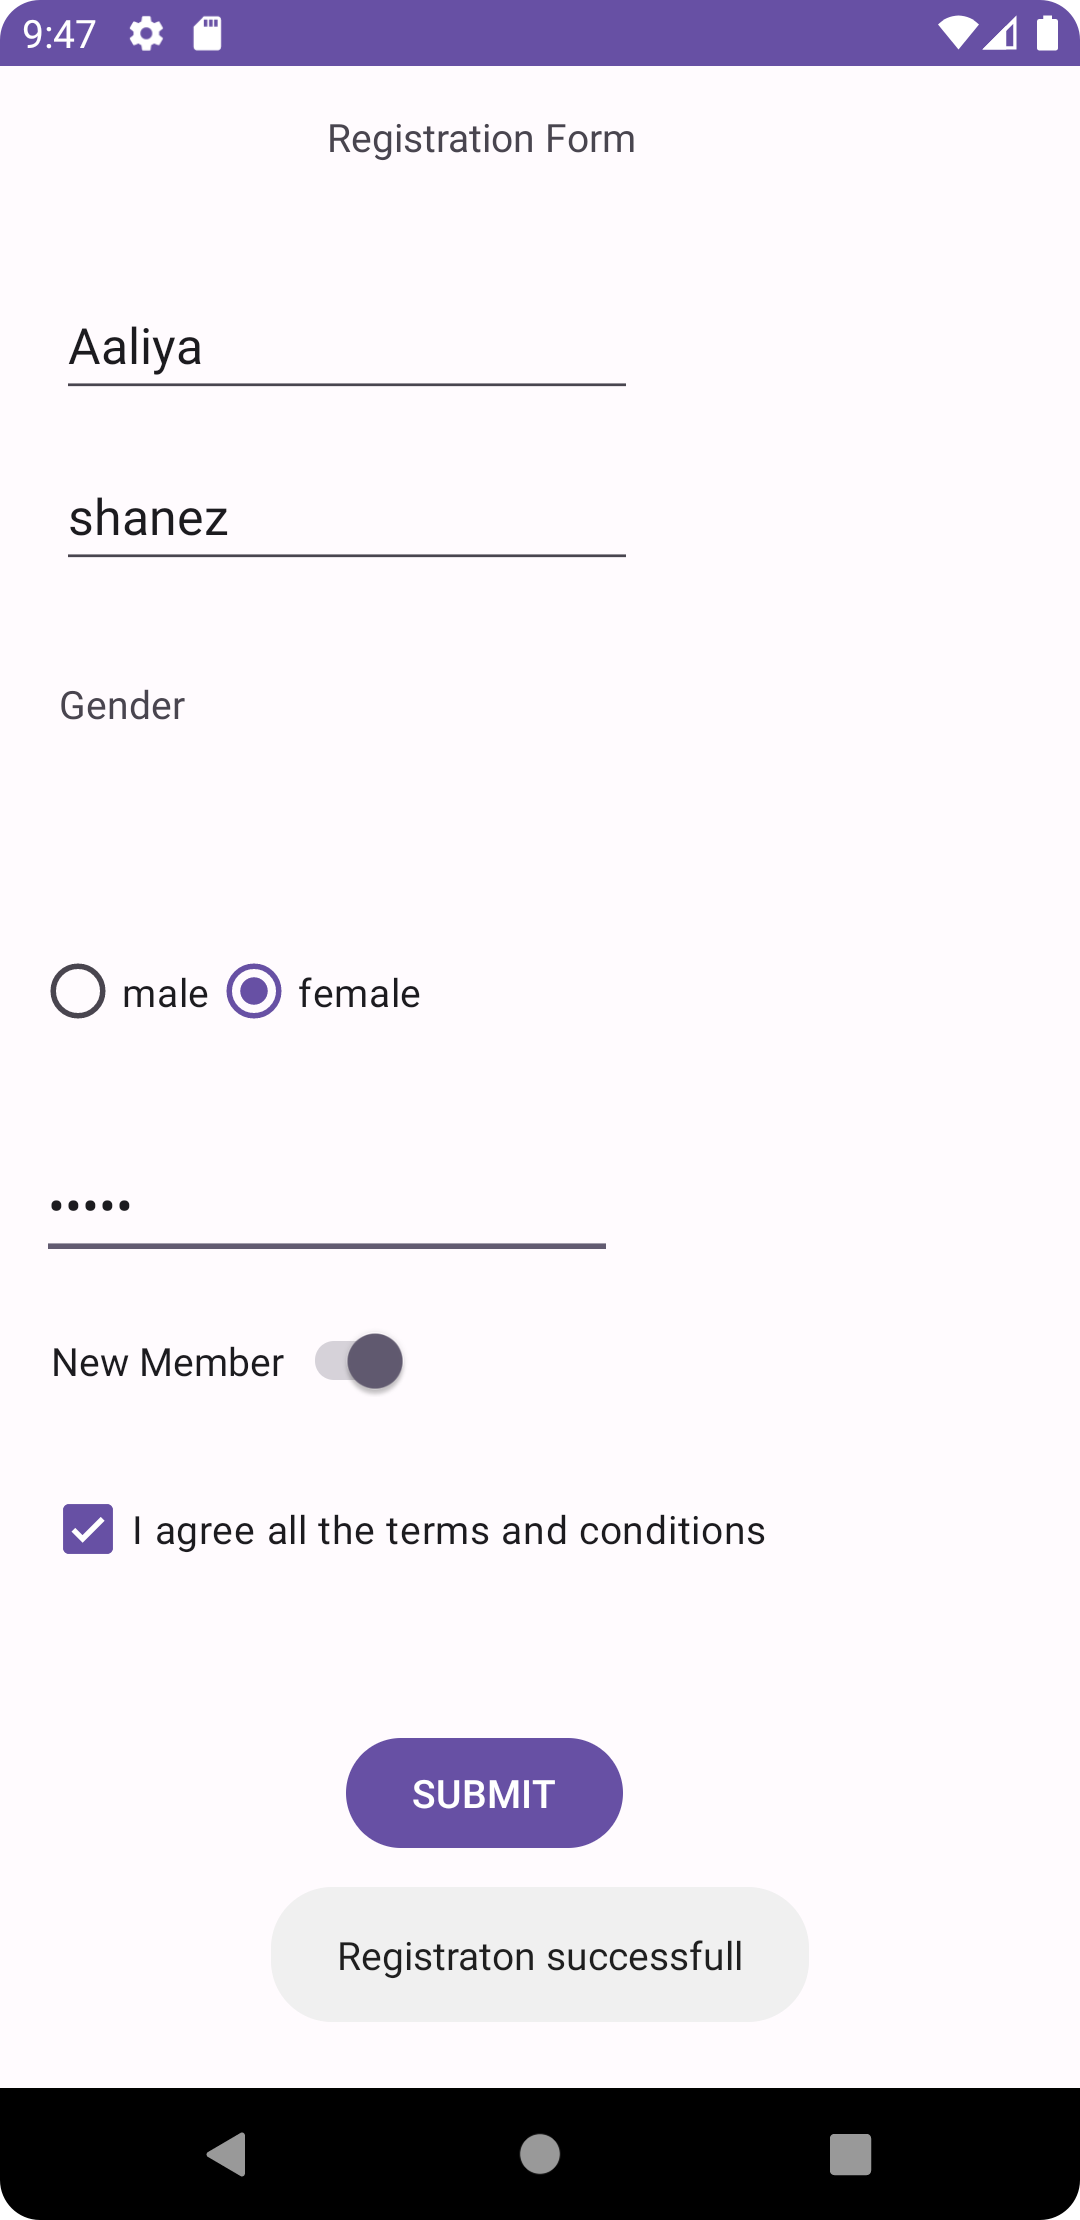 9:47
Registration Form
Aaliya
shanez
Gender
male female
•••••
New Member
I agree all the terms and conditions
SUBMIT
Registraton successfull